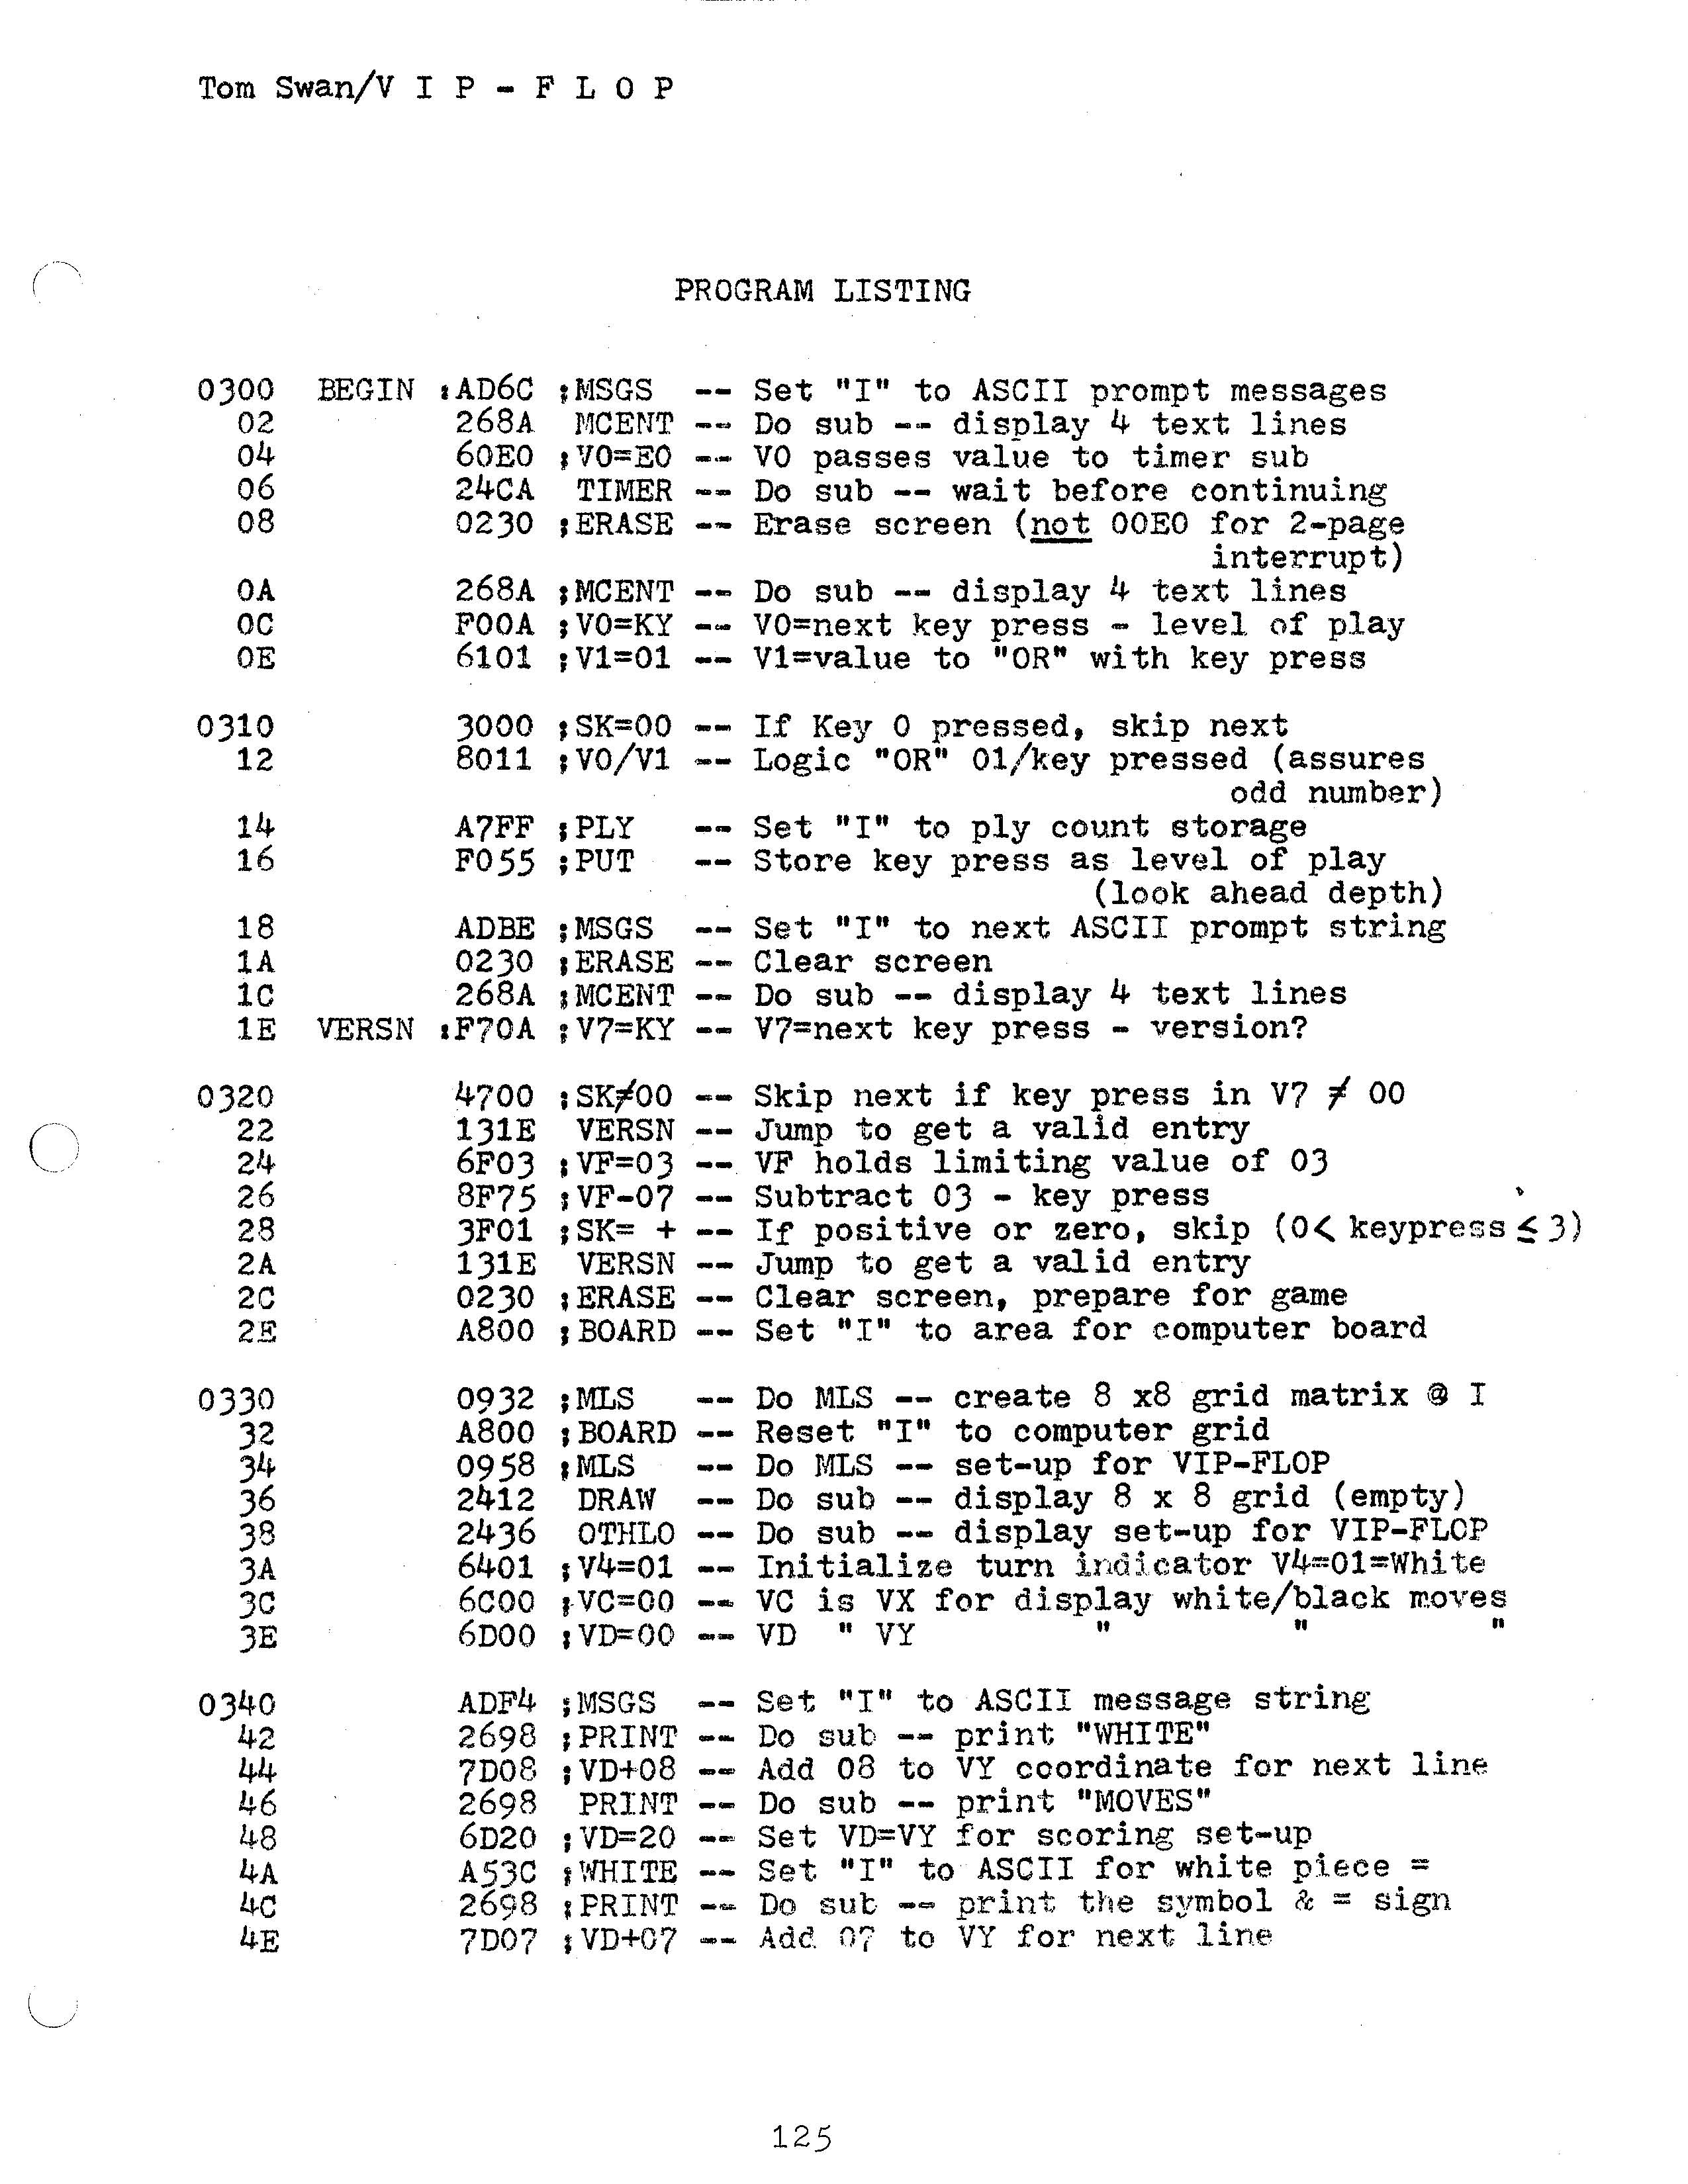 Tom Swan/V I P - F L O P
PROGRAM LISTING
0300 BEGIN :AD6C ;MSGS -- Set "I" to ASCII prompt messages
02 268A MCENT -- Do sub -- display 4 text lines
04 60E0 ;V0=E0 -- V0 passes value to timer sub
06 24CA TIMER -- Do sub -- wait before continuing
08 0230 ;ERASE -- Erase screen (not 00E0 for 2-page
interrupt)
0A 268A ;MCENT -- Do sub -- display 4 text lines
0C F00A ;V0=KY -- V0=next key press - level of play
0E 6101 ;V1=01 -- V1=value to "OR" with key press
0310 3000 ;SK=00 -- If Key 0 pressed, skip next
12 8011 ;V0/V1 -- Logic "OR" 01/key pressed (assures
odd number)
14 A7FF ;PLY -- Set "I" to ply count storage
16 F055 ;PUT -- Store key press as level of play
(look ahead depth)
18 ADBE ;MSGS -- Set "I" to next ASCII prompt string
1A 0230 ;ERASE -- Clear screen
1C 268A ;MCENT -- Do sub -- display 4 text lines
1E VERSN :F70A ;V7=KY -- V7=next key press - version?
0320 4700 ;SK≠00 -- Skip next if key press in V7 ≠ 00
22 131E VERSN -- Jump to get a valid entry
24 6F03 ;VF=03 -- VF holds limiting value of 03
26 8F75 ;VF-07 -- Subtract 03 - key press
28 3F01 ;SK= + -- If positive or zero, skip (0< keypress ≤ 3)
2A 131E VERSN -- Jump to get a valid entry
2C 0230 ;ERASE -- Clear screen, prepare for game
2E A800 ;BOARD -- Set "I" to area for computer board
0330 0932 ;MLS -- Do MLS -- create 8 x8 grid matrix @ I
32 A800 ;BOARD -- Reset "I" to computer grid
34 0958 ;MLS -- Do MLS -- set-up for VIP-FLOP
36 2412 DRAW -- Do sub -- display 8 x 8 grid (empty)
38 2436 OTHLO -- Do sub -- display set-up for VIP-FLOP
3A 6401 ;V4=01 -- Initialize turn indicator V4=01=White
3C 6C00 ;VC=00 -- VC is VX for display white/black moves
3E 6D00 ;VD=00 -- VD " VY " " "
0340 ADF4 ;MSGS -- Set "I" to ASCII message string
42 2698 ;PRINT -- Do sub -- print "WHITE"
44 7D08 ;VD+08 -- Add 08 to VY coordinate for next line
46 2698 PRINT -- Do sub -- print "MOVES"
48 6D20 ;VD=20 -- Set VD=VY for scoring set-up
4A A53C ;WHITE -- Set "I" to ASCII for white piece =
4C 2698 ;PRINT -- Do sub -- print the symbol & = sign
4E 7D07 ;VD+07 -- Add 07 to VY for next line
125